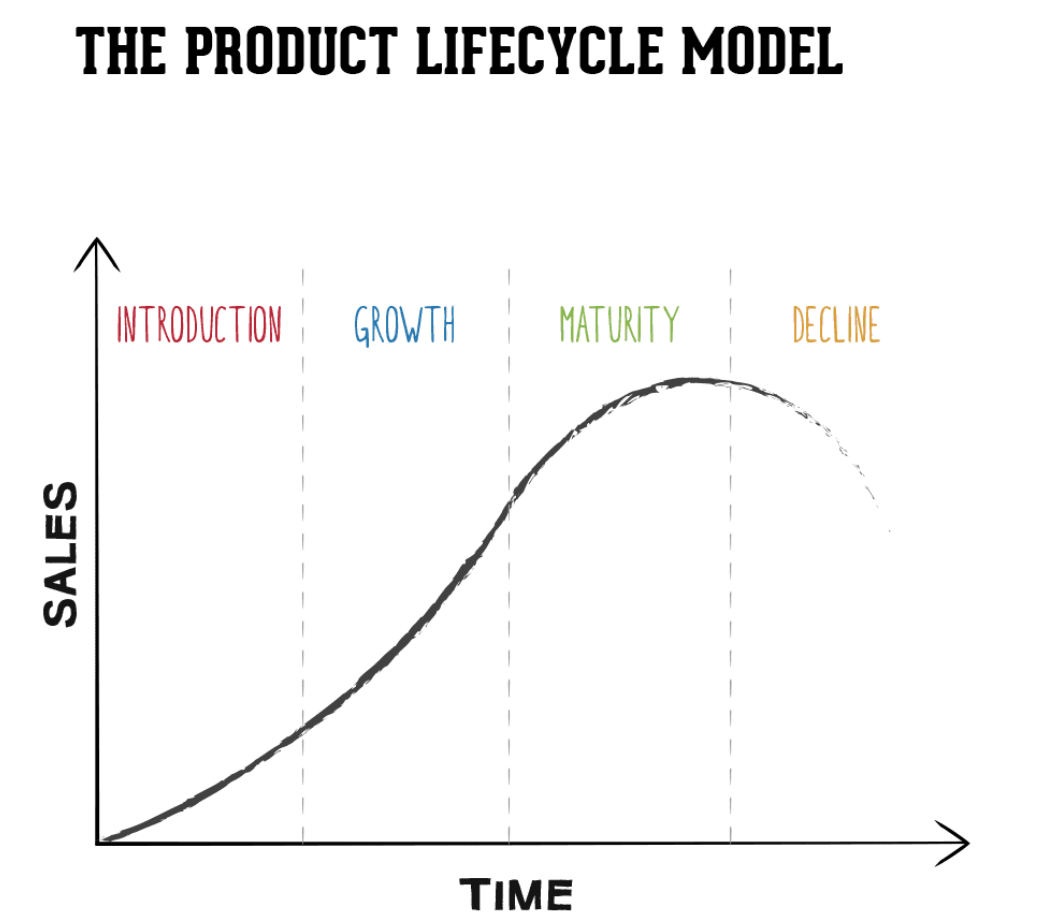 THE PRODUCT LIFECYCLE MODEL
INTRODUCTION GROWTH MATURITY DECLINE
SALES
TIME